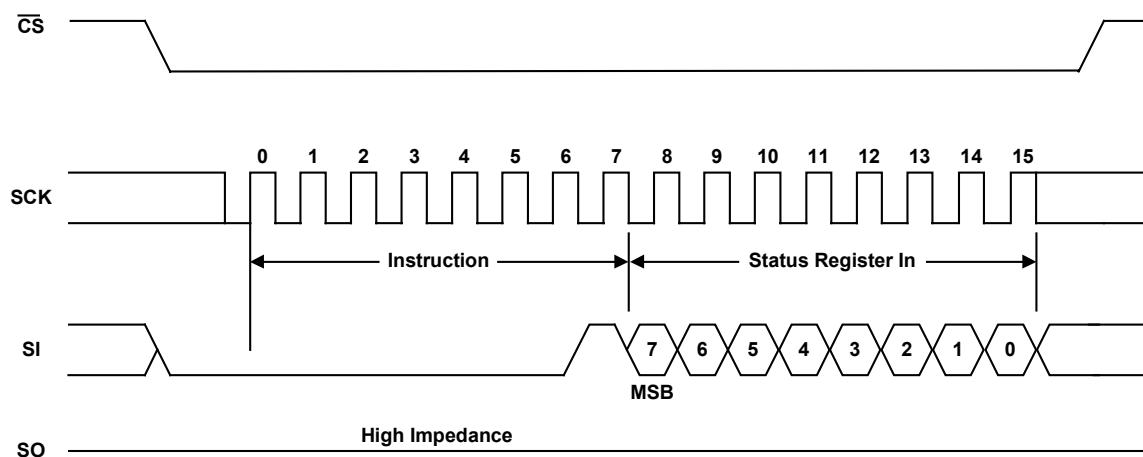 CS
0 1 2 3 4 5 6 7 8 9 10 11 12 13 14 15
SCK
Instruction
Status Register In
SI
7 6 5 4 3 2 1 0
MSB
High Impedance
SO